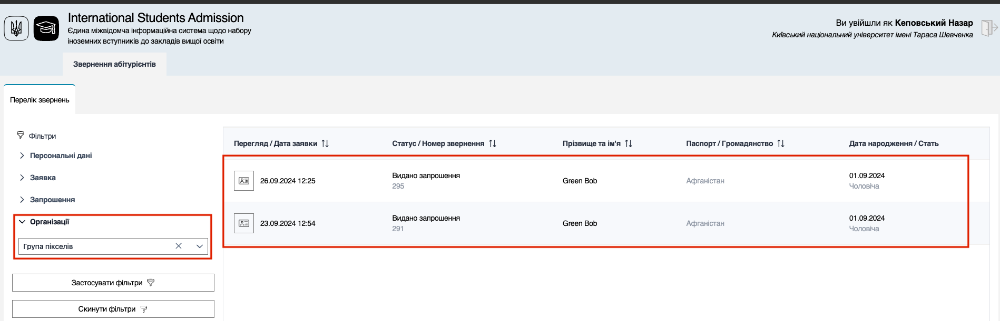 International Students Admission
Єдина міжвідомча інформаційна система щодо набору
іноземних вступників до закладів вищої освіти
Ви увійшли як Кеповський Назар
Київський національний університет імені Тараса Шевченка
Звернення абітурієнтів
Перелік звернень
Фільтри
Персональні дані
Заявка
Запрошення
Організації
Група пікселів
Застосувати фільтри
Скинути фільтри
Перегляд / Дата заявки Статус / Номер звернення Прізвище та ім'я Паспорт / Громадянство Дата народження / Стать
26.09.2024 12:25 Видано запрошення Green Bob Афганістан 01.09.2024
295 Чоловіча
23.09.2024 12:54 Видано запрошення Green Bob Афганістан 01.09.2024
291 Чоловіча